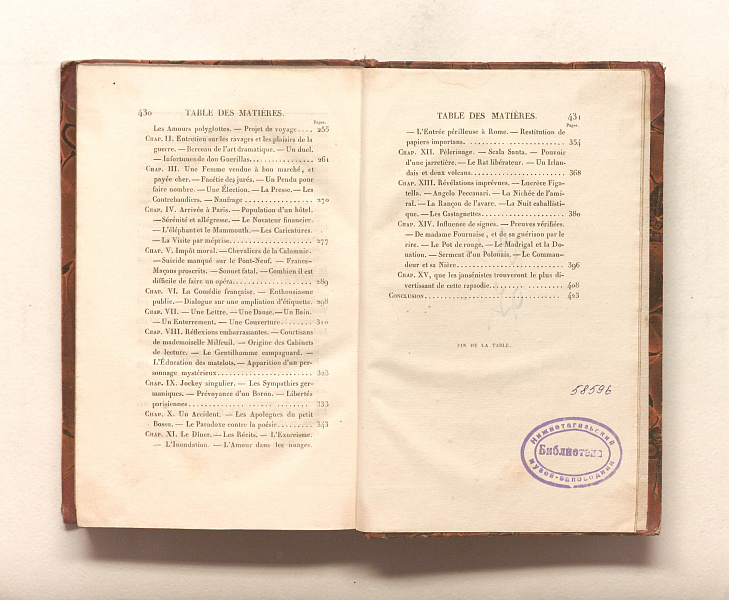 430 TABLE DES MATIÈRES.
Pages.
Les Amours polyglottes. — Projet de voyage.... 255
CHAP. II. Entretien sur les ravages et les plaisirs de la
guerre. — Berceau de l'art dramatique. — Un duel.
— Infortunes de don Guerillas............... 261
CHAP. III. Une Femme vendue à bon marché, et
payée cher. — Facétie des jurés. — Un Pendu pour
faire nombre. — Une Élection. — La Presse. — Les
Contrebandiers. — Naufrage............... 270
CHAP. IV. Arrivée à Paris. — Population d'un hôtel.
— Sérénité et allégresse. — Le Novateur financier.
— L'éléphant et le Mammouth. — Les Caricatures.
— La Visite par méprise.................... 277
CHAP. V. Impôt moral. — Chevaliers de la Calomnie.
— Suicide manqué sur le Pont-Neuf. — Francs-
Maçons proscrits. — Sonnet fatal. — Combien il est
difficile de faire un opéra................... 289
CHAP. VI. La Comédie française. — Enthousiasme
public. — Dialogue sur une ampliation d'étiquette. 298
CHAP. VII. — Une Lettre. — Une Danse. — Un Bain.
— Un Enterrement. — Une Couverture....... 310
CHAP. VIII. Réflexions embarrassantes. — Courtisans
de mademoiselle Milfeuil. — Origine des Cabinets
de lecture. — Le Gentilhomme campagnard. —
L'Éducation des matelots. — Apparition d'un per-
sonnage mystérieux...................... 323
CHAP. IX. Jockey singulier. — Les Sympathies ger-
maniques. — Prévoyance d'un Baron. — Libertés
parisiennes............................. 333
CHAP. X. Un Accident. — Les Apologues du petit
Bossu. — Le Paradoxe contre la poésie......... 343
CHAP. XI. Le Dîner. — Les Récits. — L'Exorcisme.
— L'Inondation. — L'Amour dans les nuages.
TABLE DES MATIÈRES. 431
Pages.
— L'Entrée périlleuse à Rome. — Restitution de
papiers importans........................ 354
CHAP. XII. Pèlerinage. — Scala Santa. — Pouvoir
d'une jarretière. — Le Rat libérateur. — Un Irlan-
dais et deux volcans...................... 368
CHAP. XIII. Révélations imprévues. — Lucrèce Figa-
tella. — Angelo Peccanari. — La Nichée de l'ami-
ral. — La Rançon de l'avare. — La Nuit caballisti-
que. — Les Castagnettes.................... 380
CHAP. XIV. Influence de signes. — Preuves vérifiées.
— De madame Fournaise, et de sa guérison par le
rire. — Le Pot de rouge. — Le Madrigal et la Do-
nation. — Serment d'un Polonais. — Le Comman-
deur et sa Nièce......................... 396
CHAP. XV, que les jansénistes trouveront le plus di-
vertissant de cette rapsodie................. 408
CONCLUSION............................... 423
FIN DE LA TABLE.
58596
Нижнетагильский
Библиотека
музей-заповедник